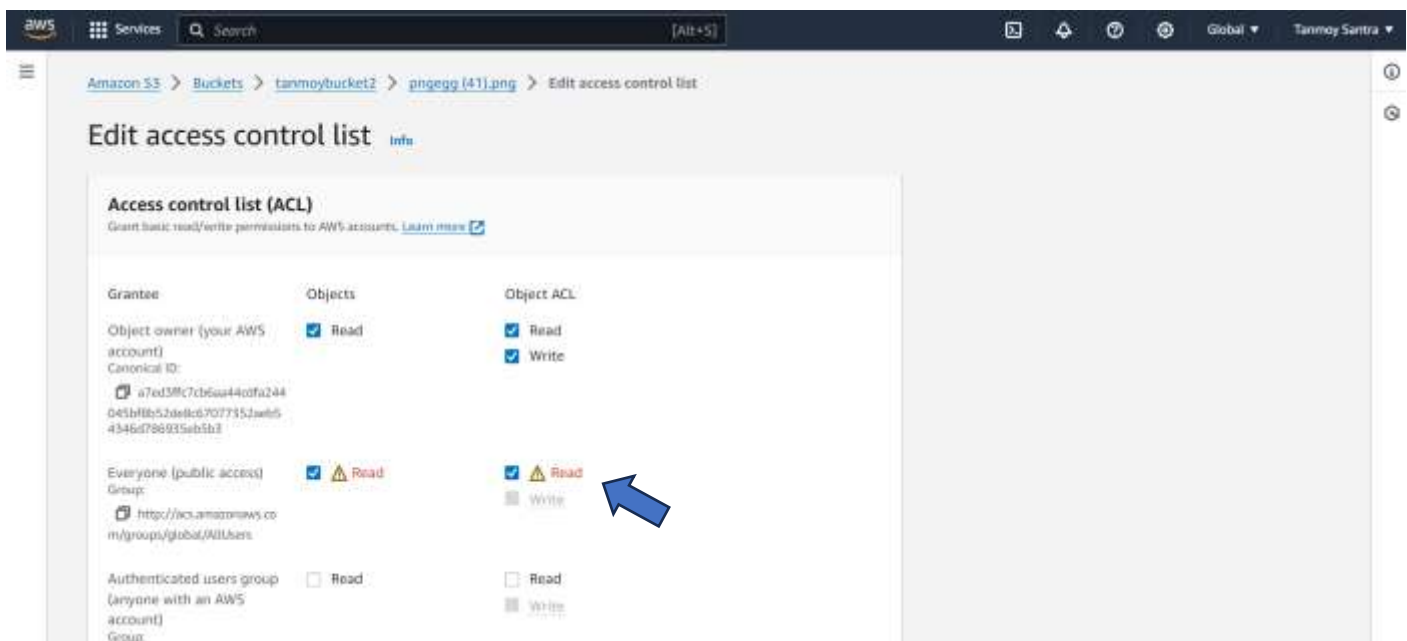 aws
Services
Search
[Alt+S]
Global
Tanmoy Santra
Amazon S3 > Buckets > tanmoybucket2 > pngegg (41).png > Edit access control list
Edit access control list Info
Access control list (ACL)
Grant basic read/write permissions to AWS accounts. Learn more
Grantee Objects Object ACL
Object owner (your AWS account)
Canonical ID:
Read
Read
Write
Everyone (public access)
Group:
http://acs.amazonaws.com/groups/global/AllUsers
Read
Read
Write
Authenticated users group (anyone with an AWS account)
Group:
Read
Read
Write